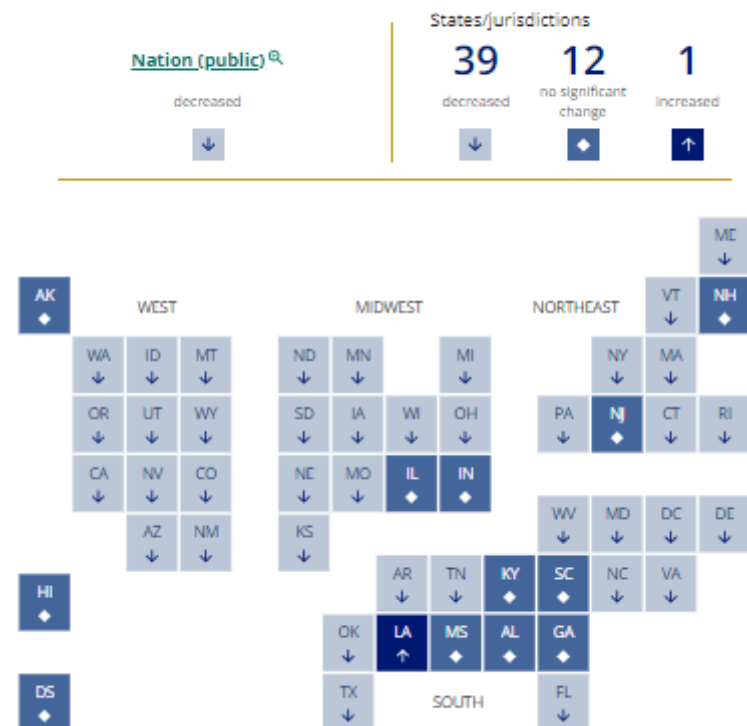 States/jurisdictions
Nation (public)
39 12 1
decreased
decreased
no significant
change
increased
ME
AK
WEST
MIDWEST
NORTHEAST
VT NH
WA ID MT ND MN MI NY MA
OR UT WY SD IA WI OH PA NJ CT RI
CA NV CO NE MO IL IN
AZ NM KS WV MD DC DE
HI AR TN KY SC NC VA
OK LA MS AL GA
DS TX SOUTH FL